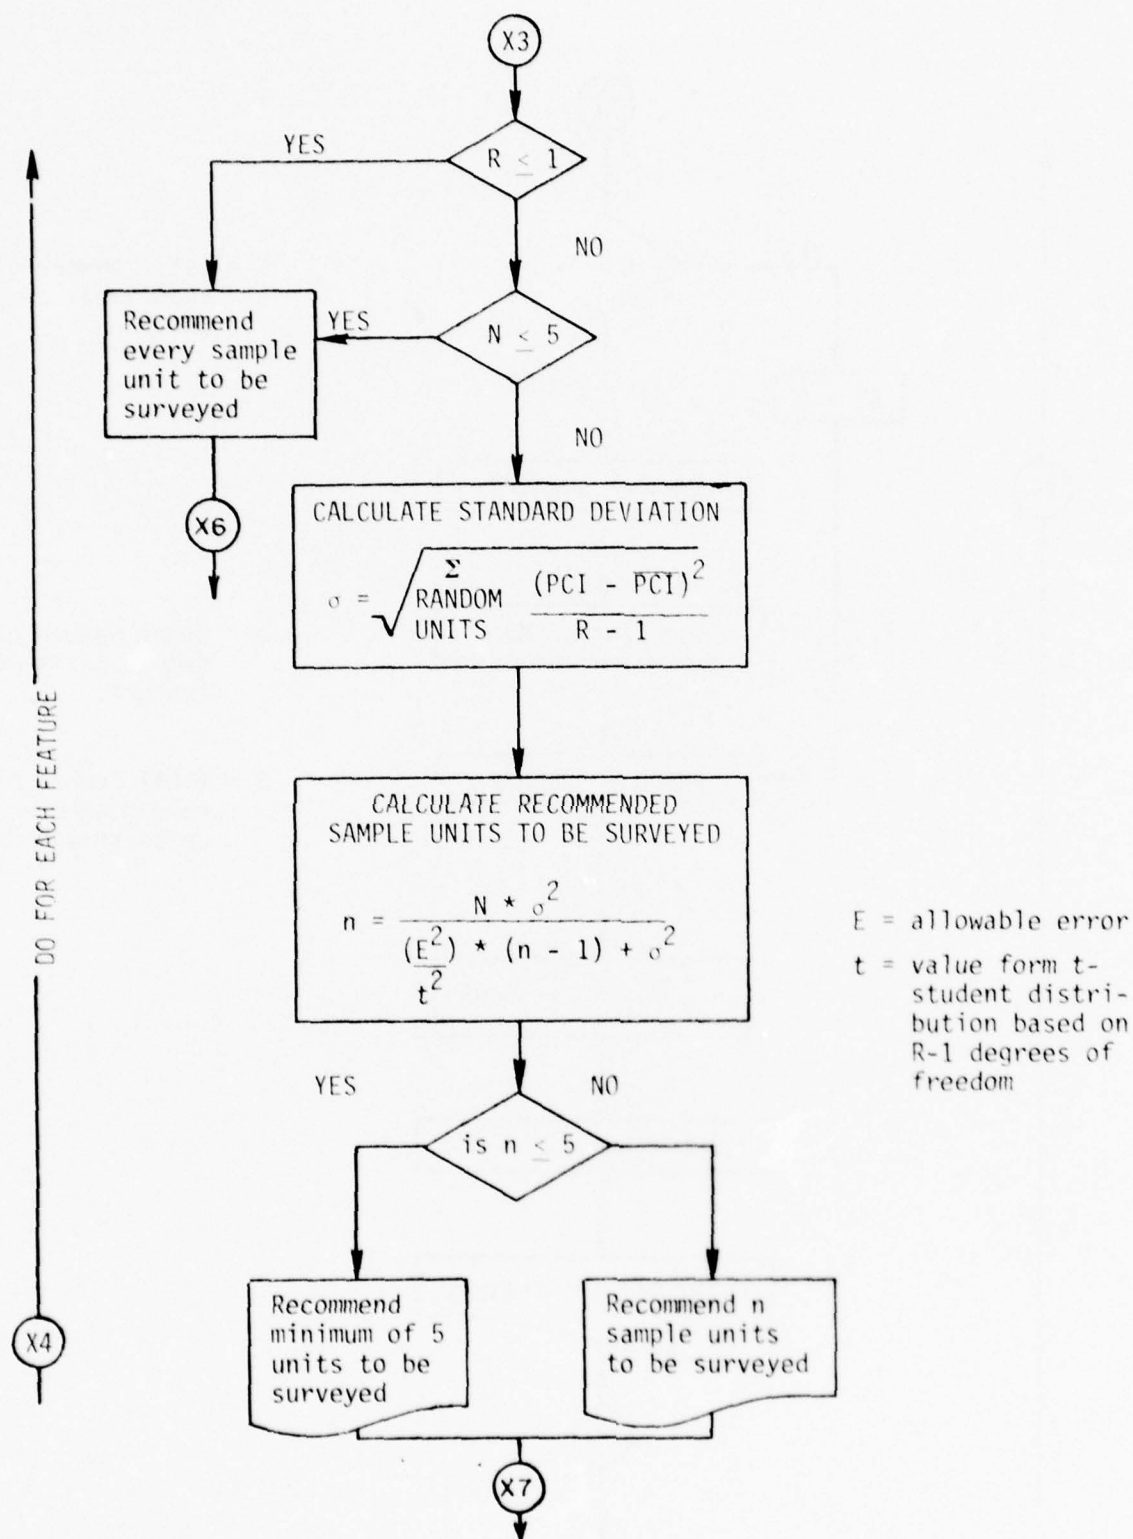 X3
YES
R ≤ 1
NO
Recommend
every sample
unit to be
surveyed
YES
N ≤ 5
NO
X6
CALCULATE STANDARD DEVIATION
σ = √ Σ RANDOM UNITS (PCI - P̅C̅I̅)² / R - 1
DO FOR EACH FEATURE
CALCULATE RECOMMENDED
SAMPLE UNITS TO BE SURVEYED
n = N * σ² / (E²/t²) * (n - 1) + σ²
E = allowable error
t = value form t-
student distri-
bution based on
R-1 degrees of
freedom
YES
NO
is n ≤ 5
Recommend
minimum of 5
units to be
surveyed
Recommend n
sample units
to be surveyed
X4
X7